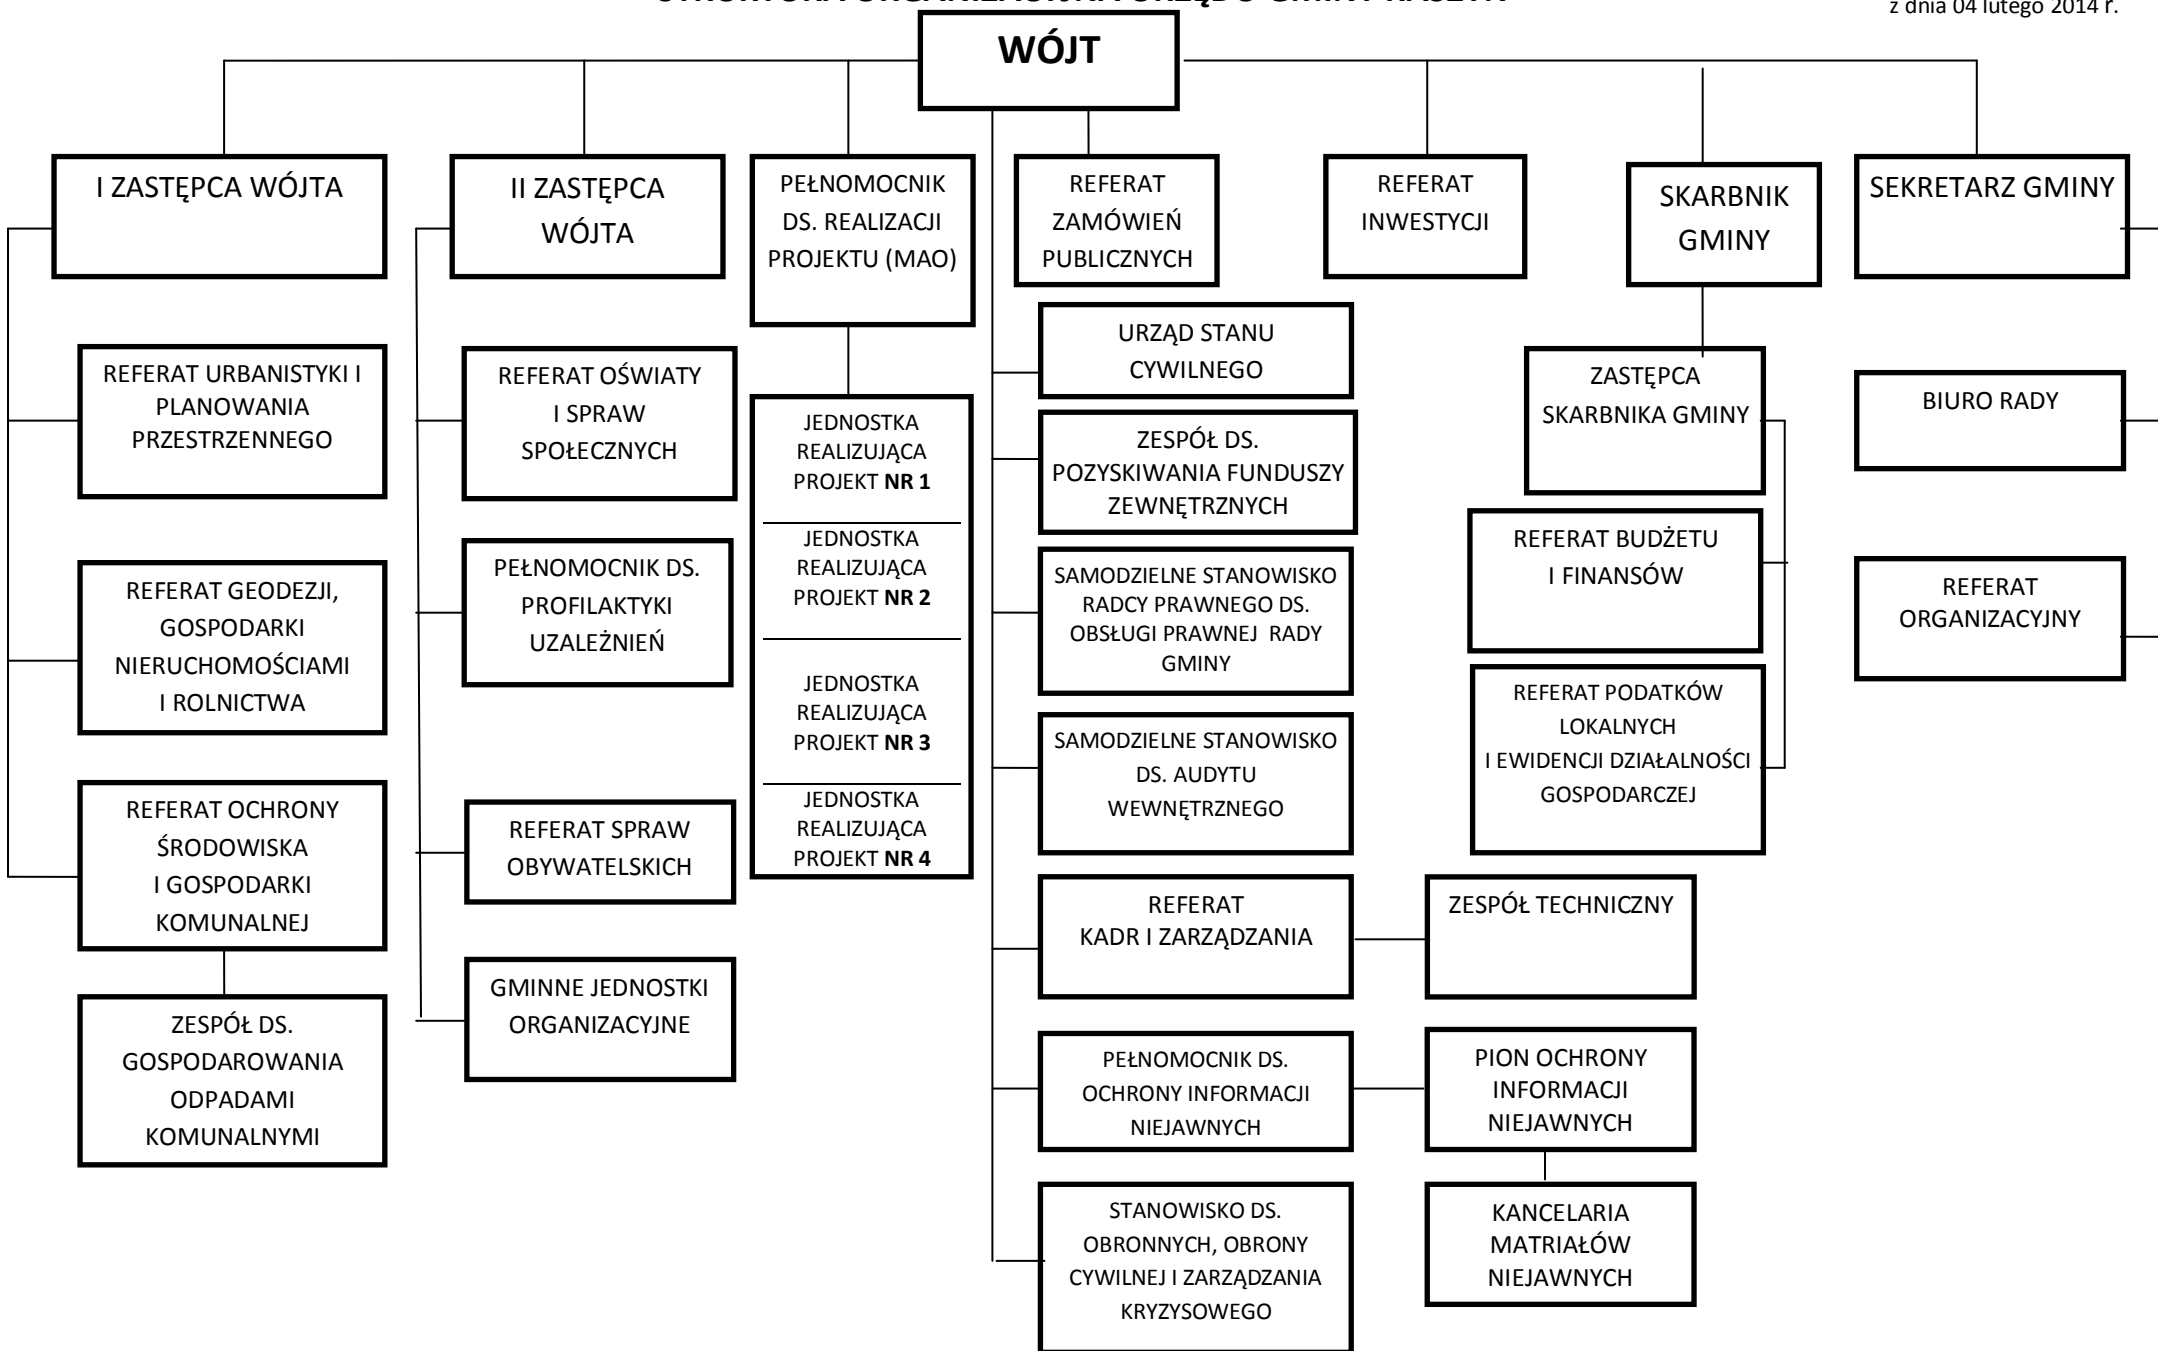 STRUKTURA ORGANIZACYJNA URZĘDU GMINY RASZYN
z dnia 04 lutego 2014 r.
WÓJT
I ZASTĘPCA WÓJTA
II ZASTĘPCA
WÓJTA
PEŁNOMOCNIK
DS. REALIZACJI
PROJEKTU (MAO)
REFERAT
ZAMÓWIEŃ
PUBLICZNYCH
REFERAT
INWESTYCJI
SKARBNIK
GMINY
SEKRETARZ GMINY
REFERAT URBANISTYKI I
PLANOWANIA
PRZESTRZENNEGO
REFERAT GEODEZJI,
GOSPODARKI
NIERUCHOMOŚCIAMI
I ROLNICTWA
REFERAT OCHRONY
ŚRODOWISKA
I GOSPODARKI
KOMUNALNEJ
ZESPÓŁ DS.
GOSPODAROWANIA
ODPADAMI
KOMUNALNYMI
REFERAT OŚWIATY
I SPRAW
SPOŁECZNYCH
PEŁNOMOCNIK DS.
PROFILAKTYKI
UZALEŻNIEŃ
REFERAT SPRAW
OBYWATELSKICH
GMINNE JEDNOSTKI
ORGANIZACYJNE
JEDNOSTKA
REALIZUJĄCA
PROJEKT NR 1
JEDNOSTKA
REALIZUJĄCA
PROJEKT NR 2
JEDNOSTKA
REALIZUJĄCA
PROJEKT NR 3
JEDNOSTKA
REALIZUJĄCA
PROJEKT NR 4
URZĄD STANU
CYWILNEGO
ZESPÓŁ DS.
POZYSKIWANIA FUNDUSZY
ZEWNĘTRZNYCH
SAMODZIELNE STANOWISKO
RADCY PRAWNEGO DS.
OBSŁUGI PRAWNEJ RADY
GMINY
SAMODZIELNE STANOWISKO
DS. AUDYTU
WEWNĘTRZNEGO
REFERAT
KADR I ZARZĄDZANIA
ZESPÓŁ TECHNICZNY
PEŁNOMOCNIK DS.
OCHRONY INFORMACJI
NIEJAWNYCH
PION OCHRONY
INFORMACJI
NIEJAWNYCH
STANOWISKO DS.
OBRONNYCH, OBRONY
CYWILNEJ I ZARZĄDZANIA
KRYZYSOWEGO
KANCELARIA
MATRIAŁÓW
NIEJAWNYCH
ZASTĘPCA
SKARBNIKA GMINY
REFERAT BUDŻETU
I FINANSÓW
REFERAT PODATKÓW
LOKALNYCH
I EWIDENCJI DZIAŁALNOŚCI
GOSPODARCZEJ
BIURO RADY
REFERAT
ORGANIZACYJNY